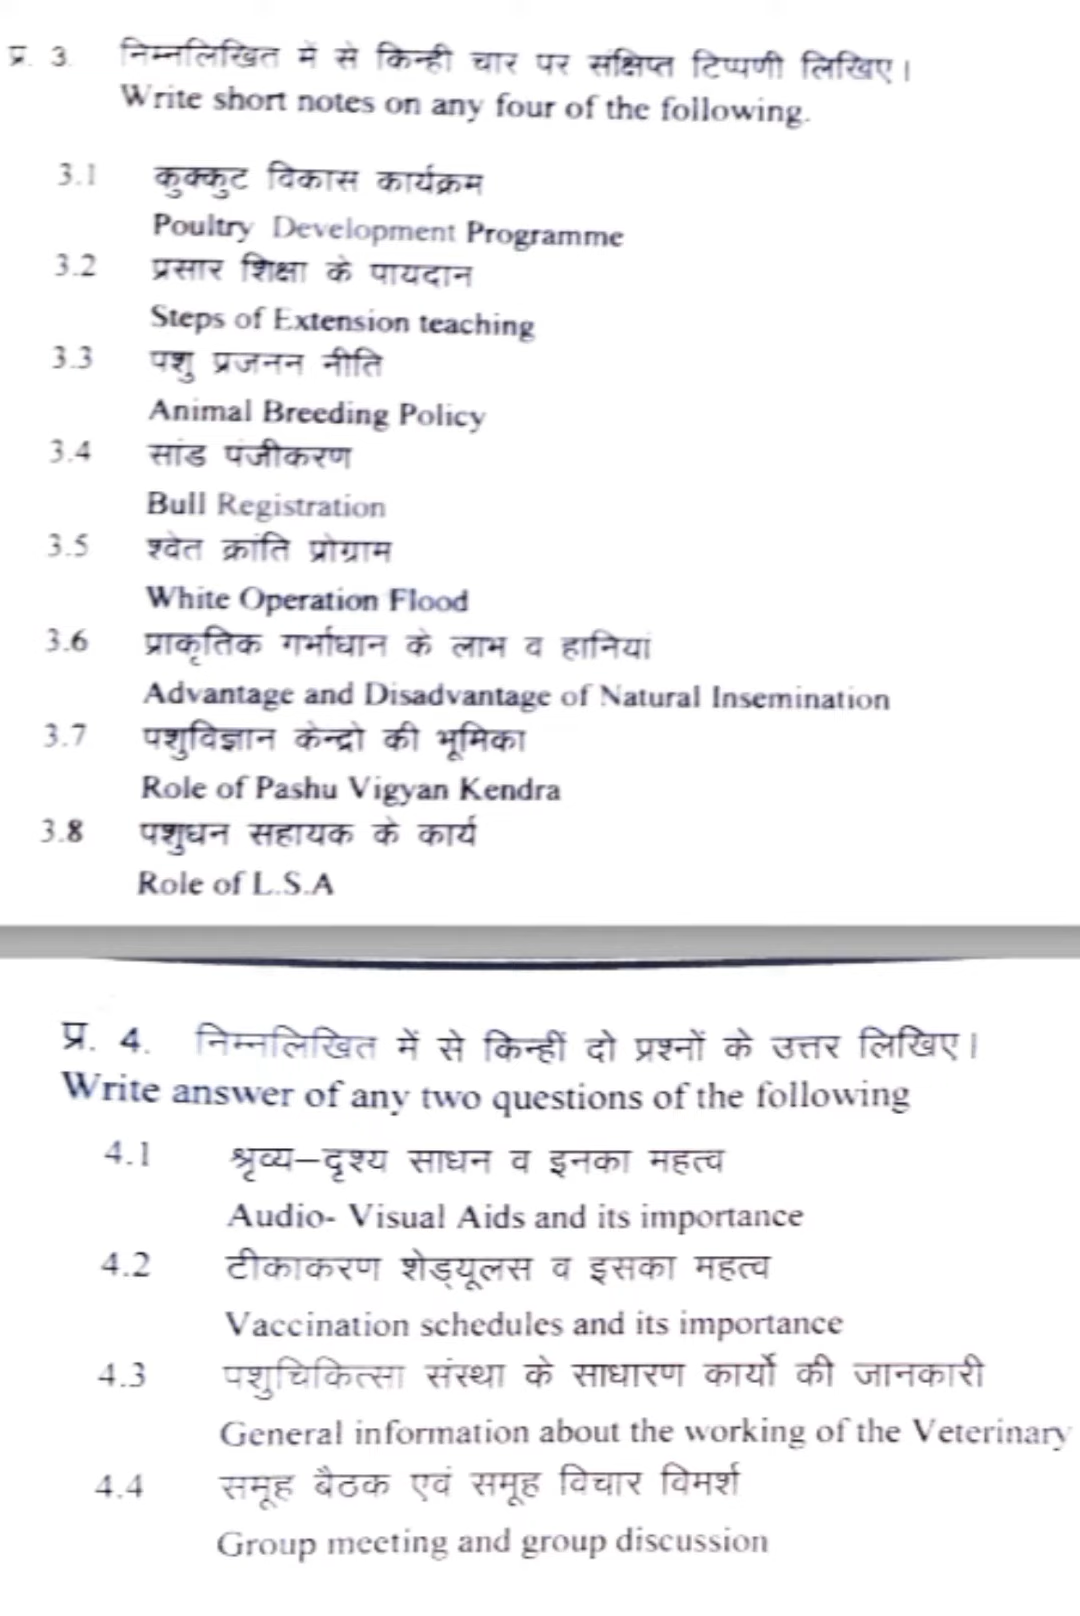 प्र. 3. निम्नलिखित में से किन्ही चार पर संक्षिप्त टिप्पणी लिखिए।
Write short notes on any four of the following.
3.1 कुक्कुट विकास कार्यक्रम
Poultry Development Programme
3.2 प्रसार शिक्षा के पायदान
Steps of Extension teaching
3.3 पशु प्रजनन नीति
Animal Breeding Policy
3.4 सांड पंजीकरण
Bull Registration
3.5 श्वेत क्रांति प्रोग्राम
White Operation Flood
3.6 प्राकृतिक गर्भाधान के लाभ व हानियां
Advantage and Disadvantage of Natural Insemination
3.7 पशुविज्ञान केन्द्रो की भूमिका
Role of Pashu Vigyan Kendra
3.8 पशुधन सहायक के कार्य
Role of L.S.A
प्र. 4. निम्नलिखित में से किन्हीं दो प्रश्नों के उत्तर लिखिए।
Write answer of any two questions of the following
4.1 श्रृव्य–दृश्य साधन व इनका महत्व
Audio- Visual Aids and its importance
4.2 टीकाकरण शेड्यूलस व इसका महत्व
Vaccination schedules and its importance
4.3 पशुचिकित्सा संस्था के साधारण कार्यो की जानकारी
General information about the working of the Veterinary
4.4 समूह बैठक एवं समूह विचार विमर्श
Group meeting and group discussion